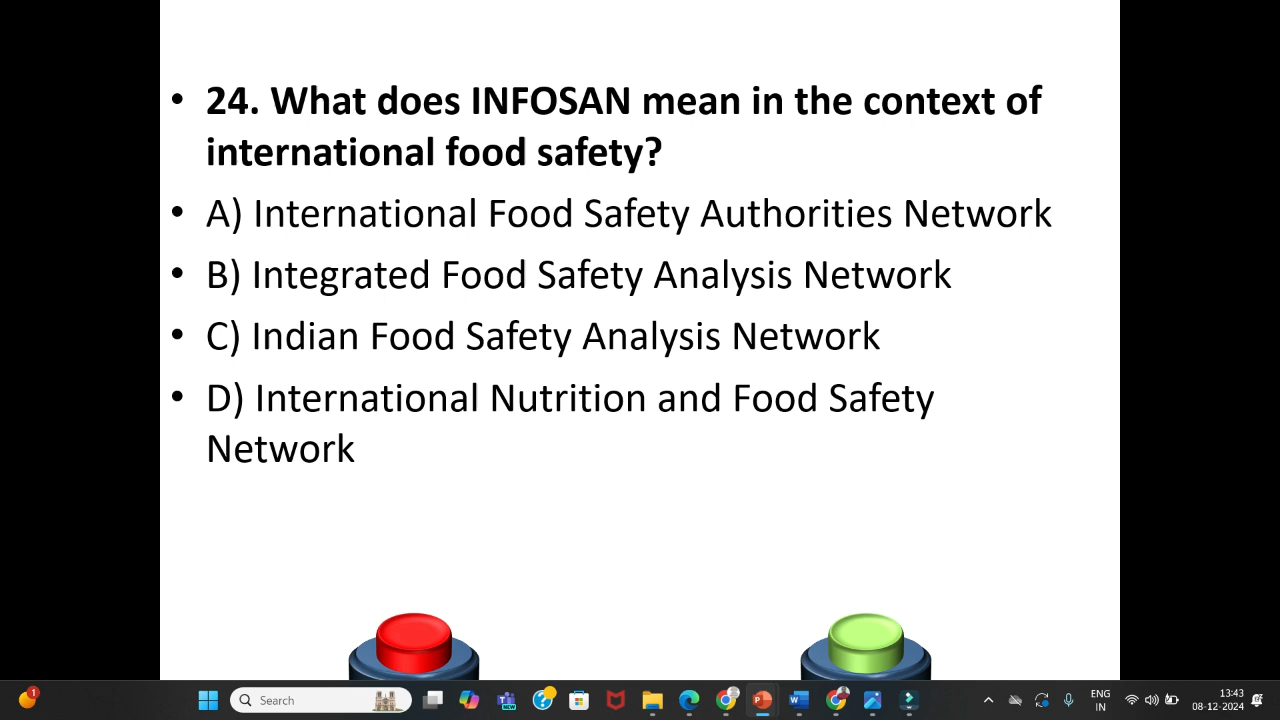 • 24. What does INFOSAN mean in the context of
international food safety?
• A) International Food Safety Authorities Network
• B) Integrated Food Safety Analysis Network
• C) Indian Food Safety Analysis Network
• D) International Nutrition and Food Safety
Network
1
Search
NEW
ENG
IN
13:43
08-12-2024